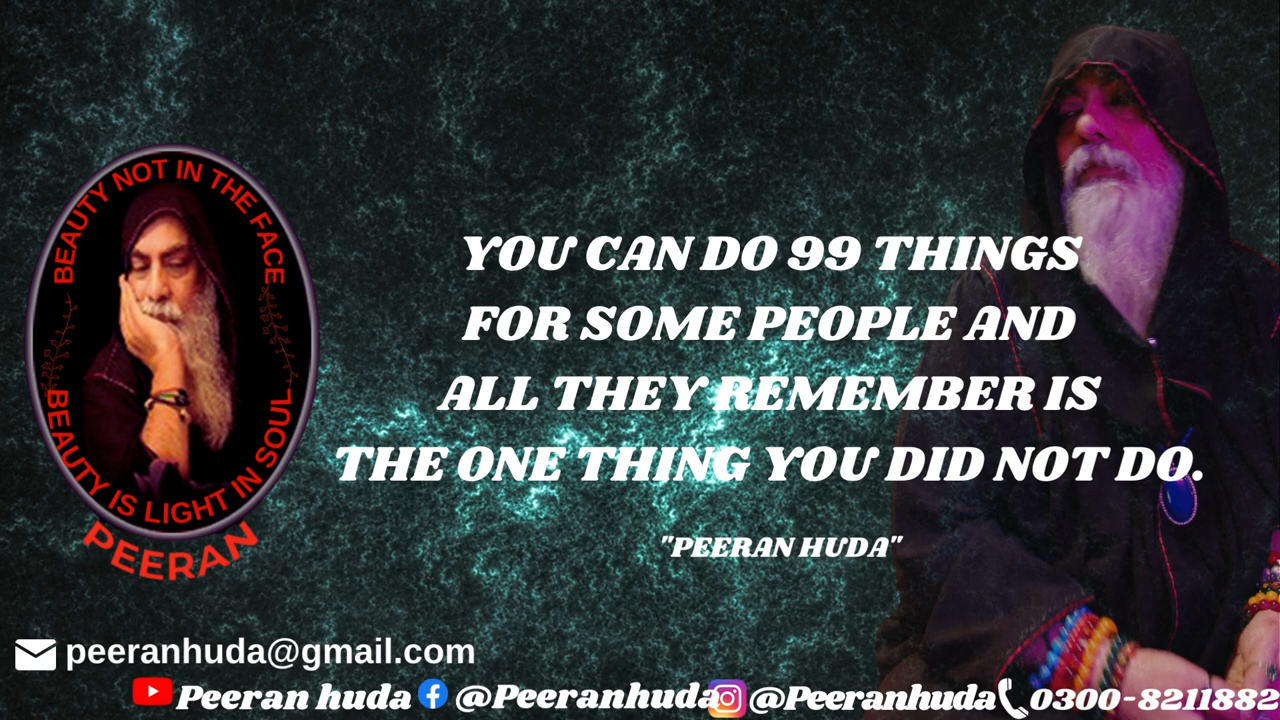 BEAUTY NOT IN THE FACE
BEAUTY IS LIGHT IN SOUL
PEERAN
YOU CAN DO 99 THINGS
FOR SOME PEOPLE AND
ALL THEY REMEMBER IS
THE ONE THING YOU DID NOT DO.
"PEERAN HUDA"
peeranhuda@gmail.com
Peeran huda @Peeranhuda @Peeranhuda 0300-8211882